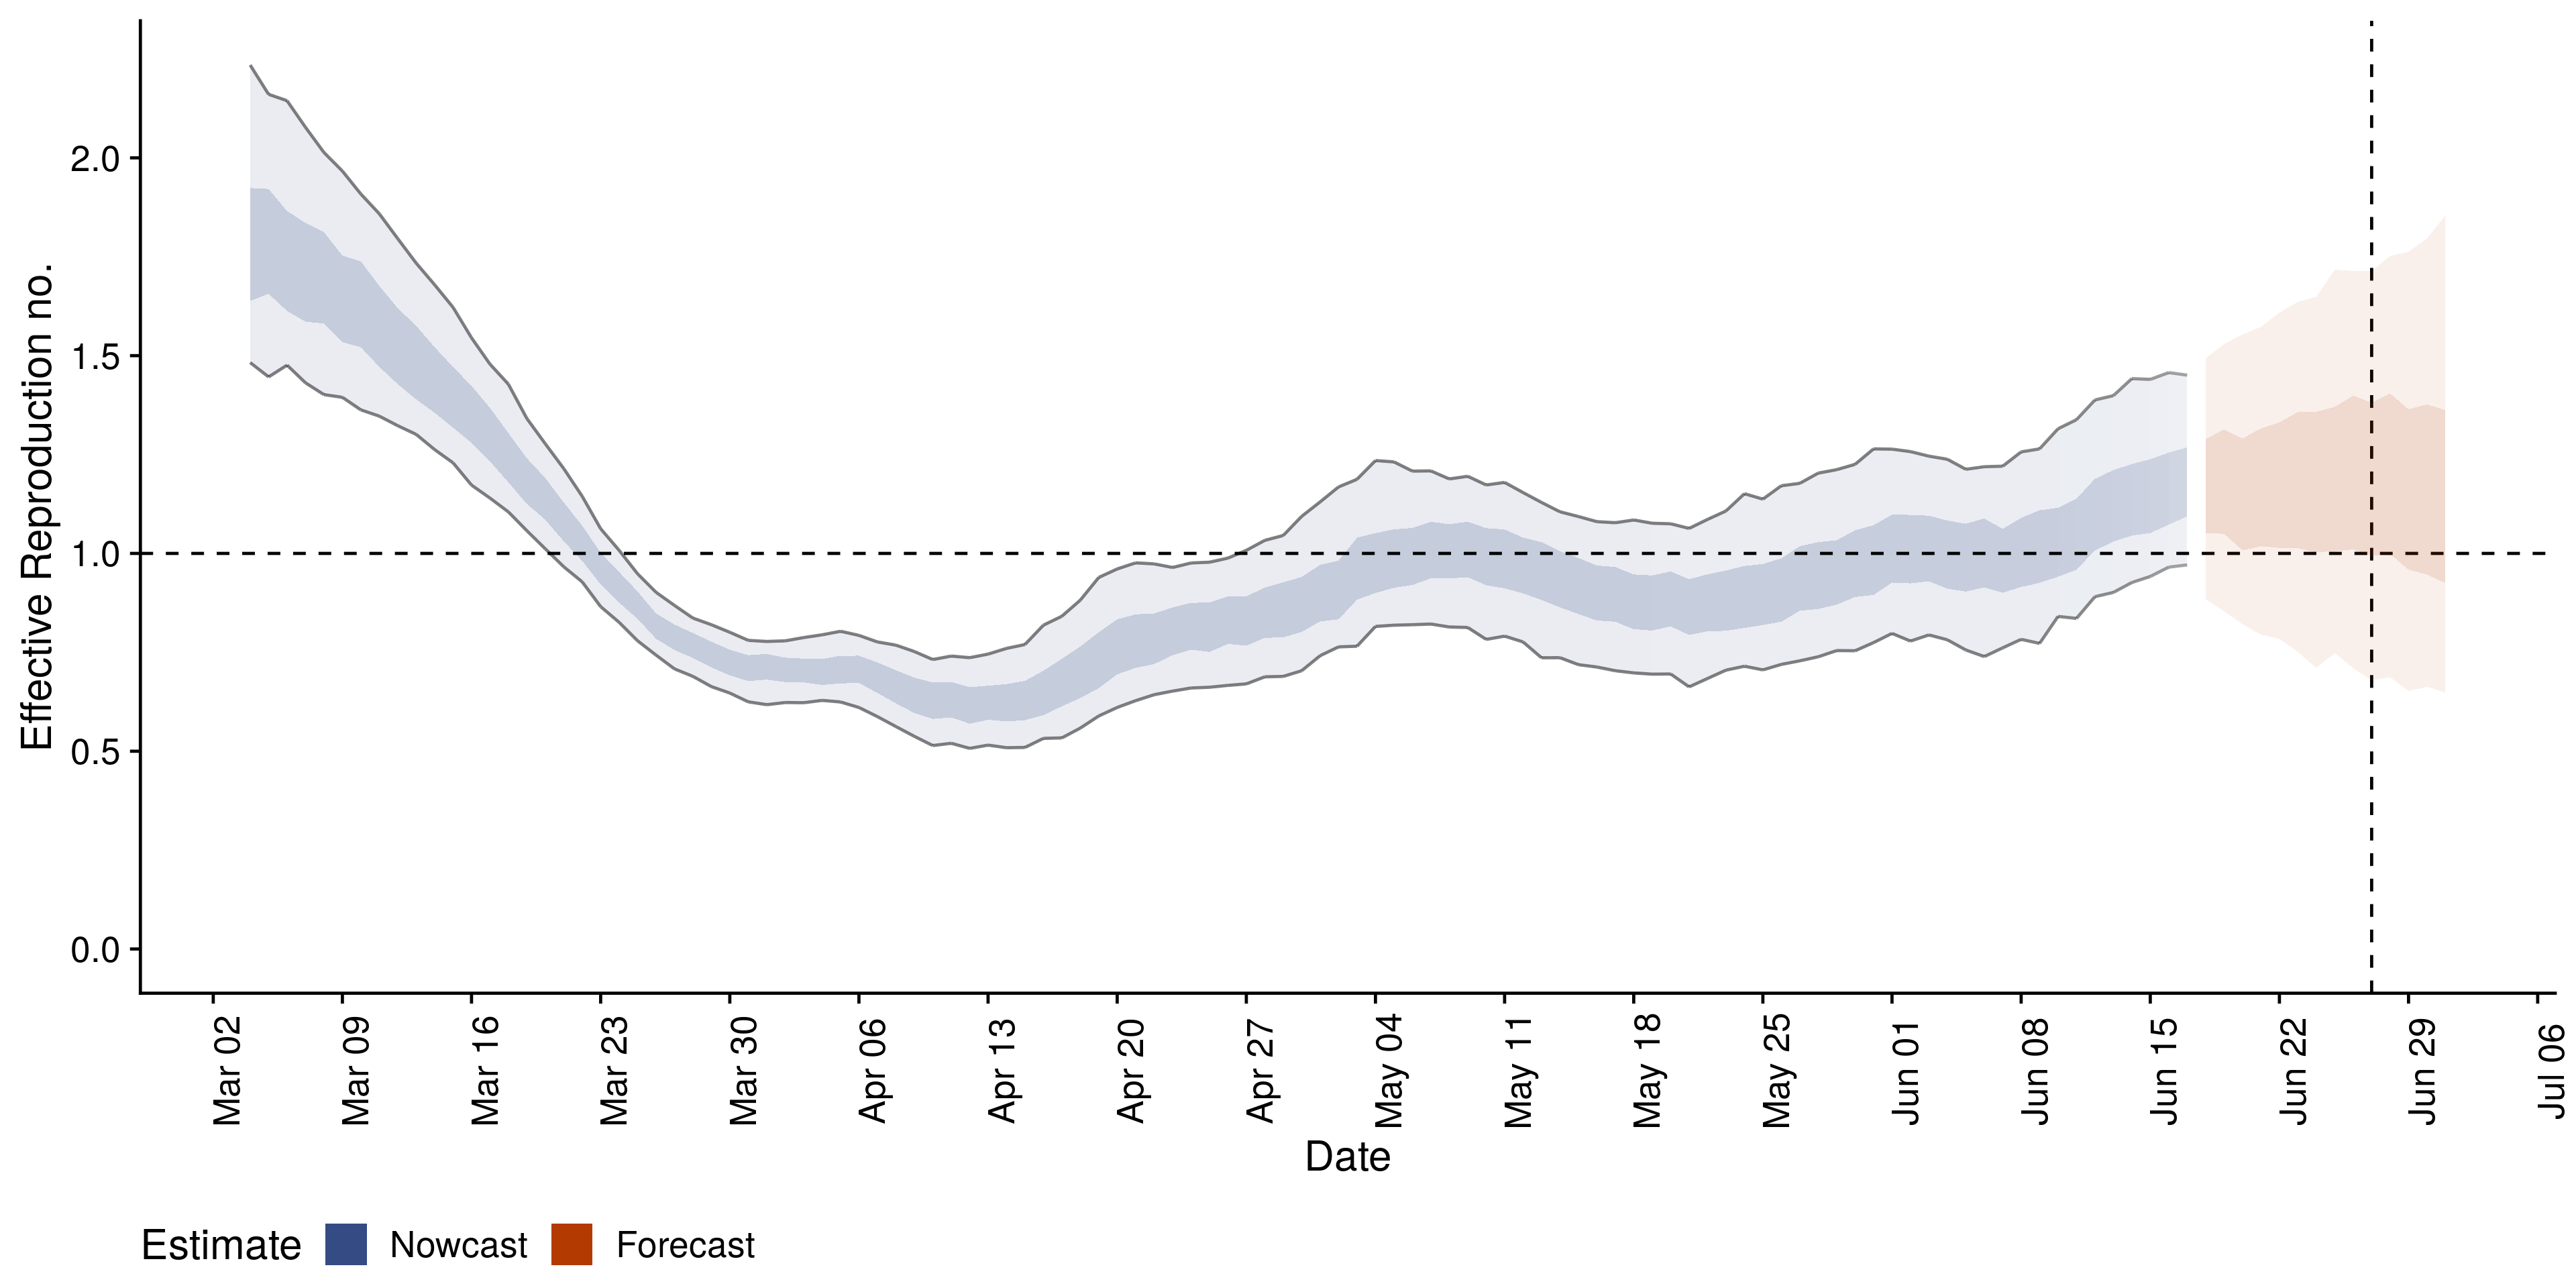 Effective Reproduction no.
2.0
1.5
1.0
0.5
0.0
Mar 02
Mar 09
Mar 16
Mar 23
Mar 30
Apr 06
Apr 13
Apr 20
Apr 27
May 04
May 11
May 18
May 25
Jun 01
Jun 08
Jun 15
Jun 22
Jun 29
Jul 06
Date
Estimate Nowcast Forecast